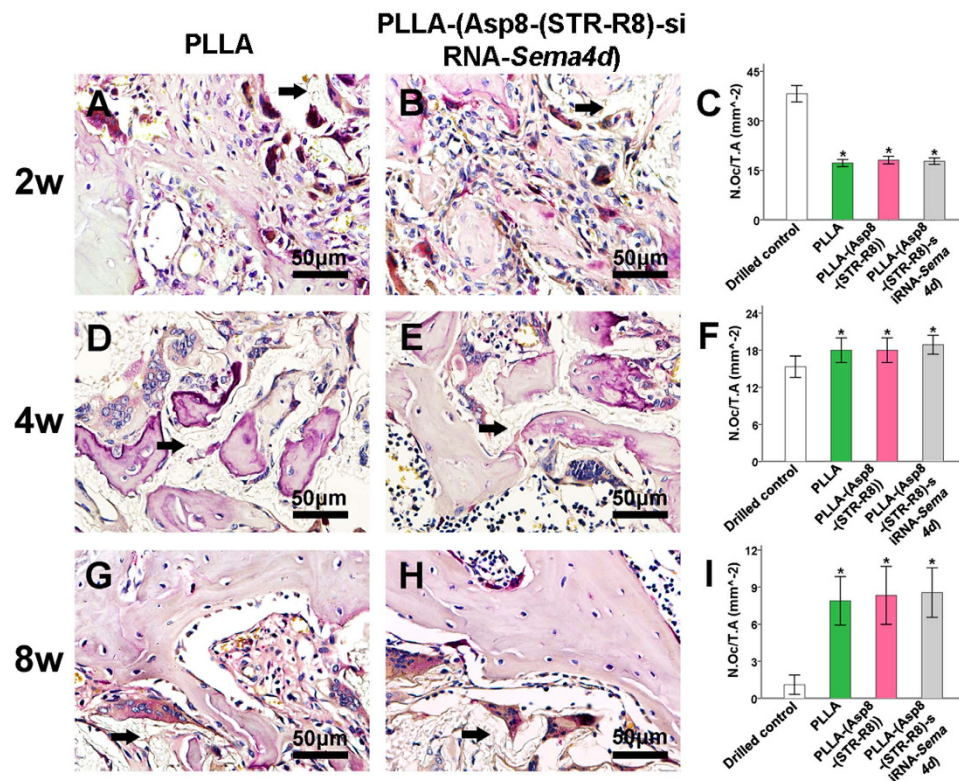 PLLA
PLLA-(Asp8-(STR-R8)-si
RNA-Sema4d)
2w
A
50μm
B
50μm
C
N.Oc/T.A (mm^-2)
45
30
15
0
Drilled control
PLLA
PLLA-(Asp8
-(STR-R8))
PLLA-(Asp8
-(STR-R8)-s
iRNA-Sema
4d)
*
*
*
4w
D
50μm
E
50μm
F
N.Oc/T.A (mm^-2)
24
18
12
6
0
Drilled control
PLLA
PLLA-(Asp8
-(STR-R8))
PLLA-(Asp8
-(STR-R8)-s
iRNA-Sema
4d)
*
*
*
8w
G
50μm
H
50μm
I
N.Oc/T.A (mm^-2)
12
9
6
3
0
Drilled control
PLLA
PLLA-(Asp8
-(STR-R8))
PLLA-(Asp8
-(STR-R8)-s
iRNA-Sema
4d)
*
*
*